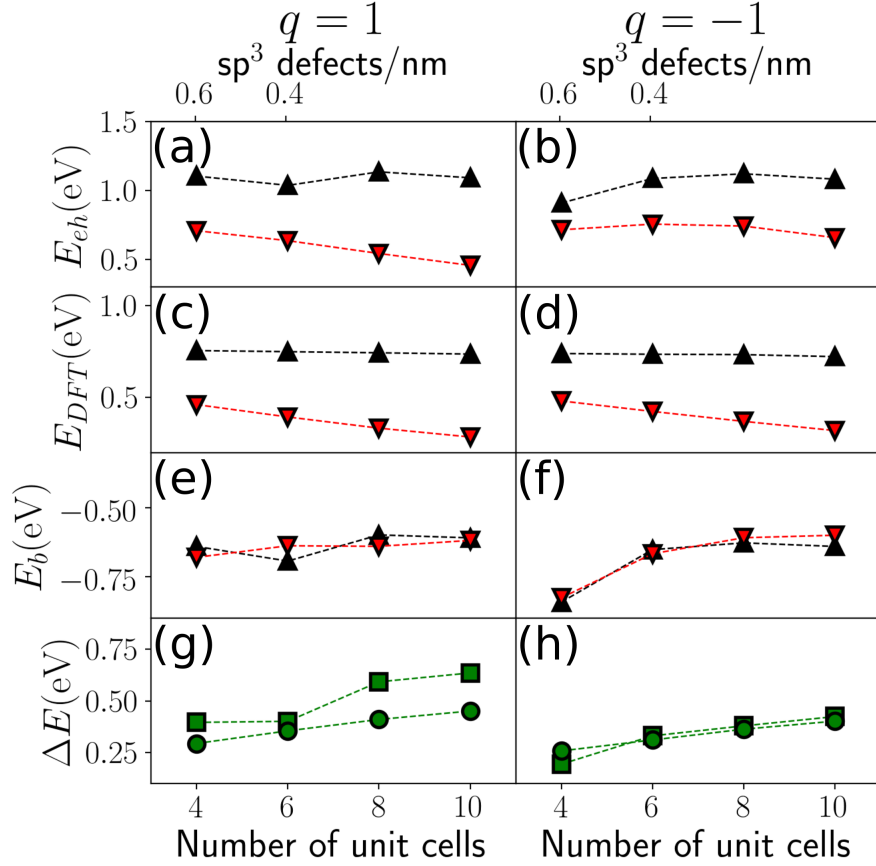 q = 1 q = −1
sp³ defects/nm sp³ defects/nm
0.6 0.4 0.6 0.4
1.5
(a) (b)
1.0
0.5
E_eh(eV)
1.0
(c) (d)
0.5
E_DFT(eV)
(e) (f)
−0.50
−0.75
E_b(eV)
(g) (h)
0.75
0.50
0.25
ΔE(eV)
4 6 8 10 4 6 8 10
Number of unit cells Number of unit cells